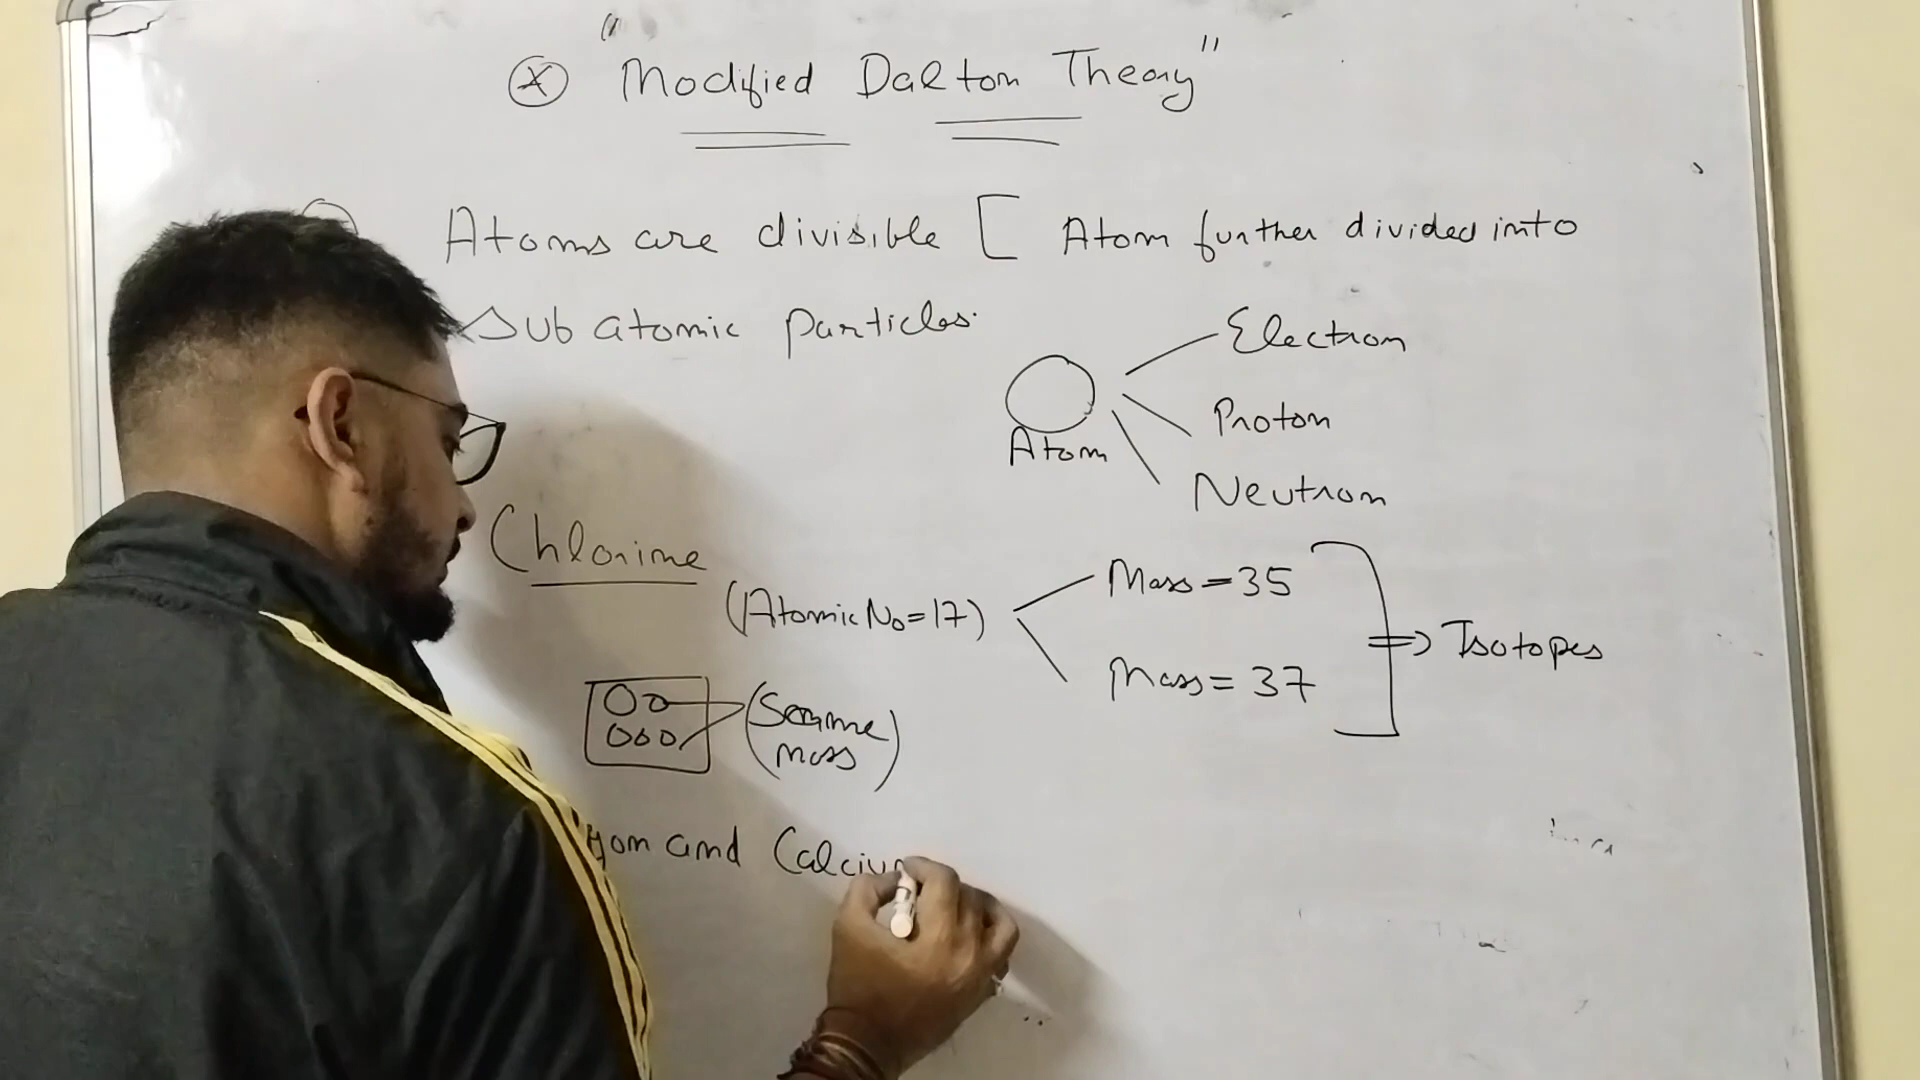 "Modified Dalton Theory"
Atoms are divisible [ Atom further divided into
Sub atomic particles.
Electron
Proton
Atom
Neutron
Chlorine
(Atomic No=17)
Mass=35
Mass=37
⇒ Isotopes
(Same
mass)
and Calciu